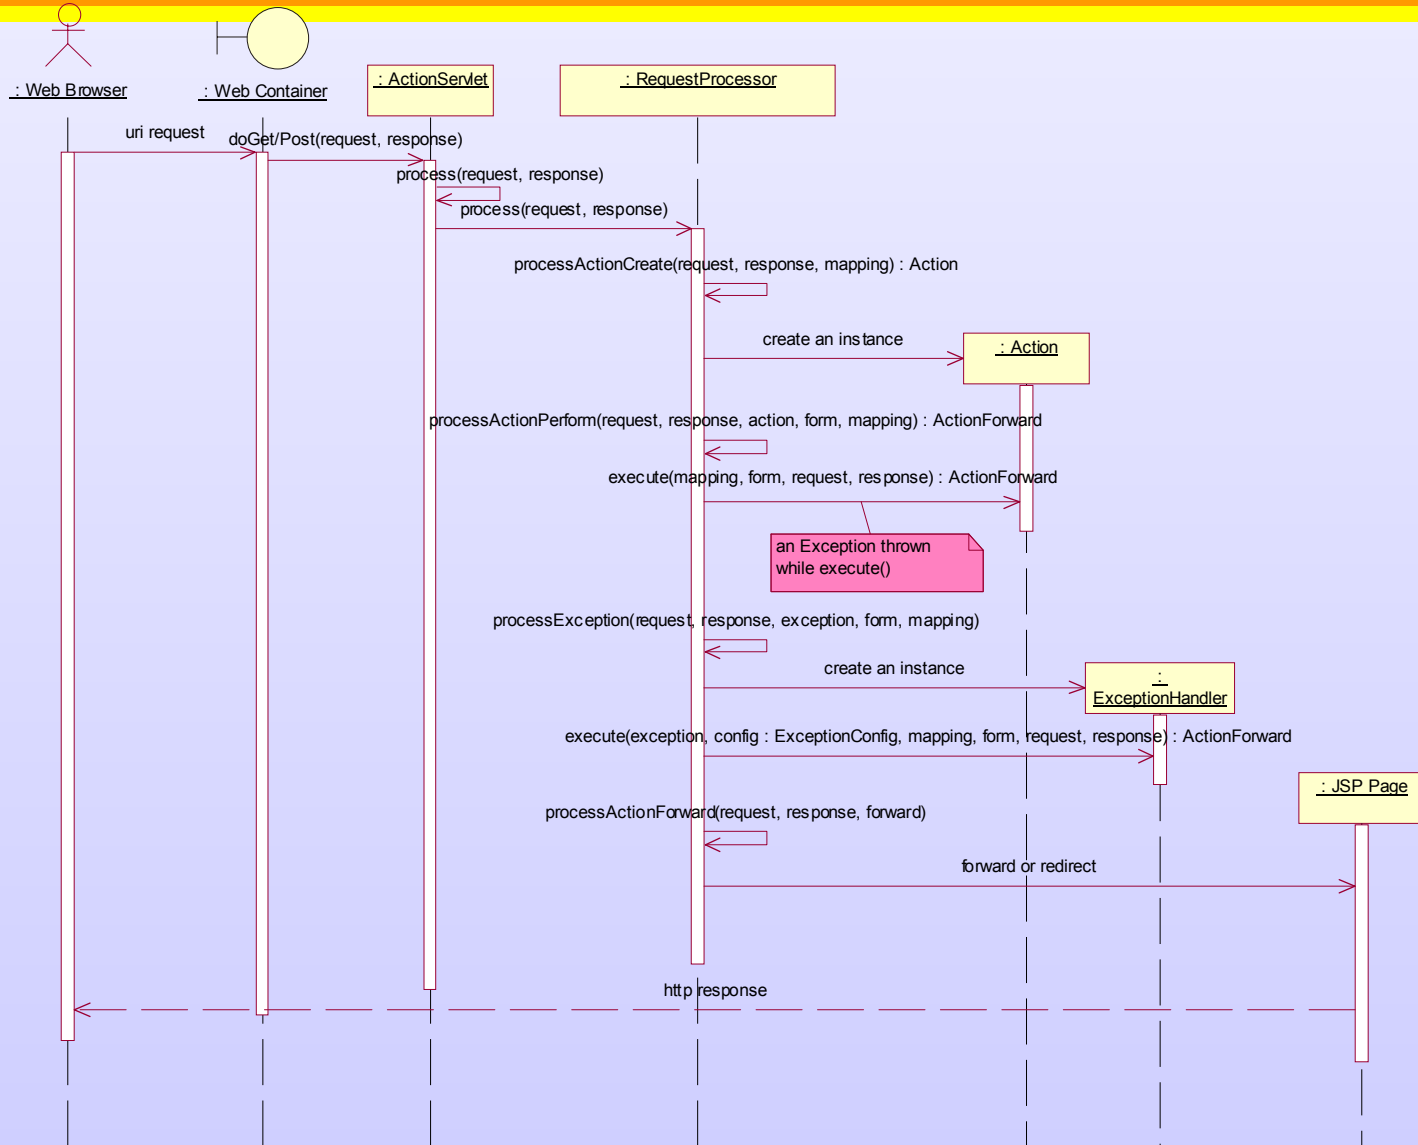 : Web Browser
: Web Container
: ActionServlet
: RequestProcessor
uri request
doGet/Post(request, response)
process(request, response)
process(request, response)
processActionCreate(request, response, mapping) : Action
create an instance
: Action
processActionPerform(request, response, action, form, mapping) : ActionForward
execute(mapping, form, request, response) : ActionForward
an Exception thrown
while execute()
processException(request, response, exception, form, mapping)
create an instance
:
ExceptionHandler
execute(exception, config : ExceptionConfig, mapping, form, request, response) : ActionForward
: JSP Page
processActionForward(request, response, forward)
forward or redirect
http response